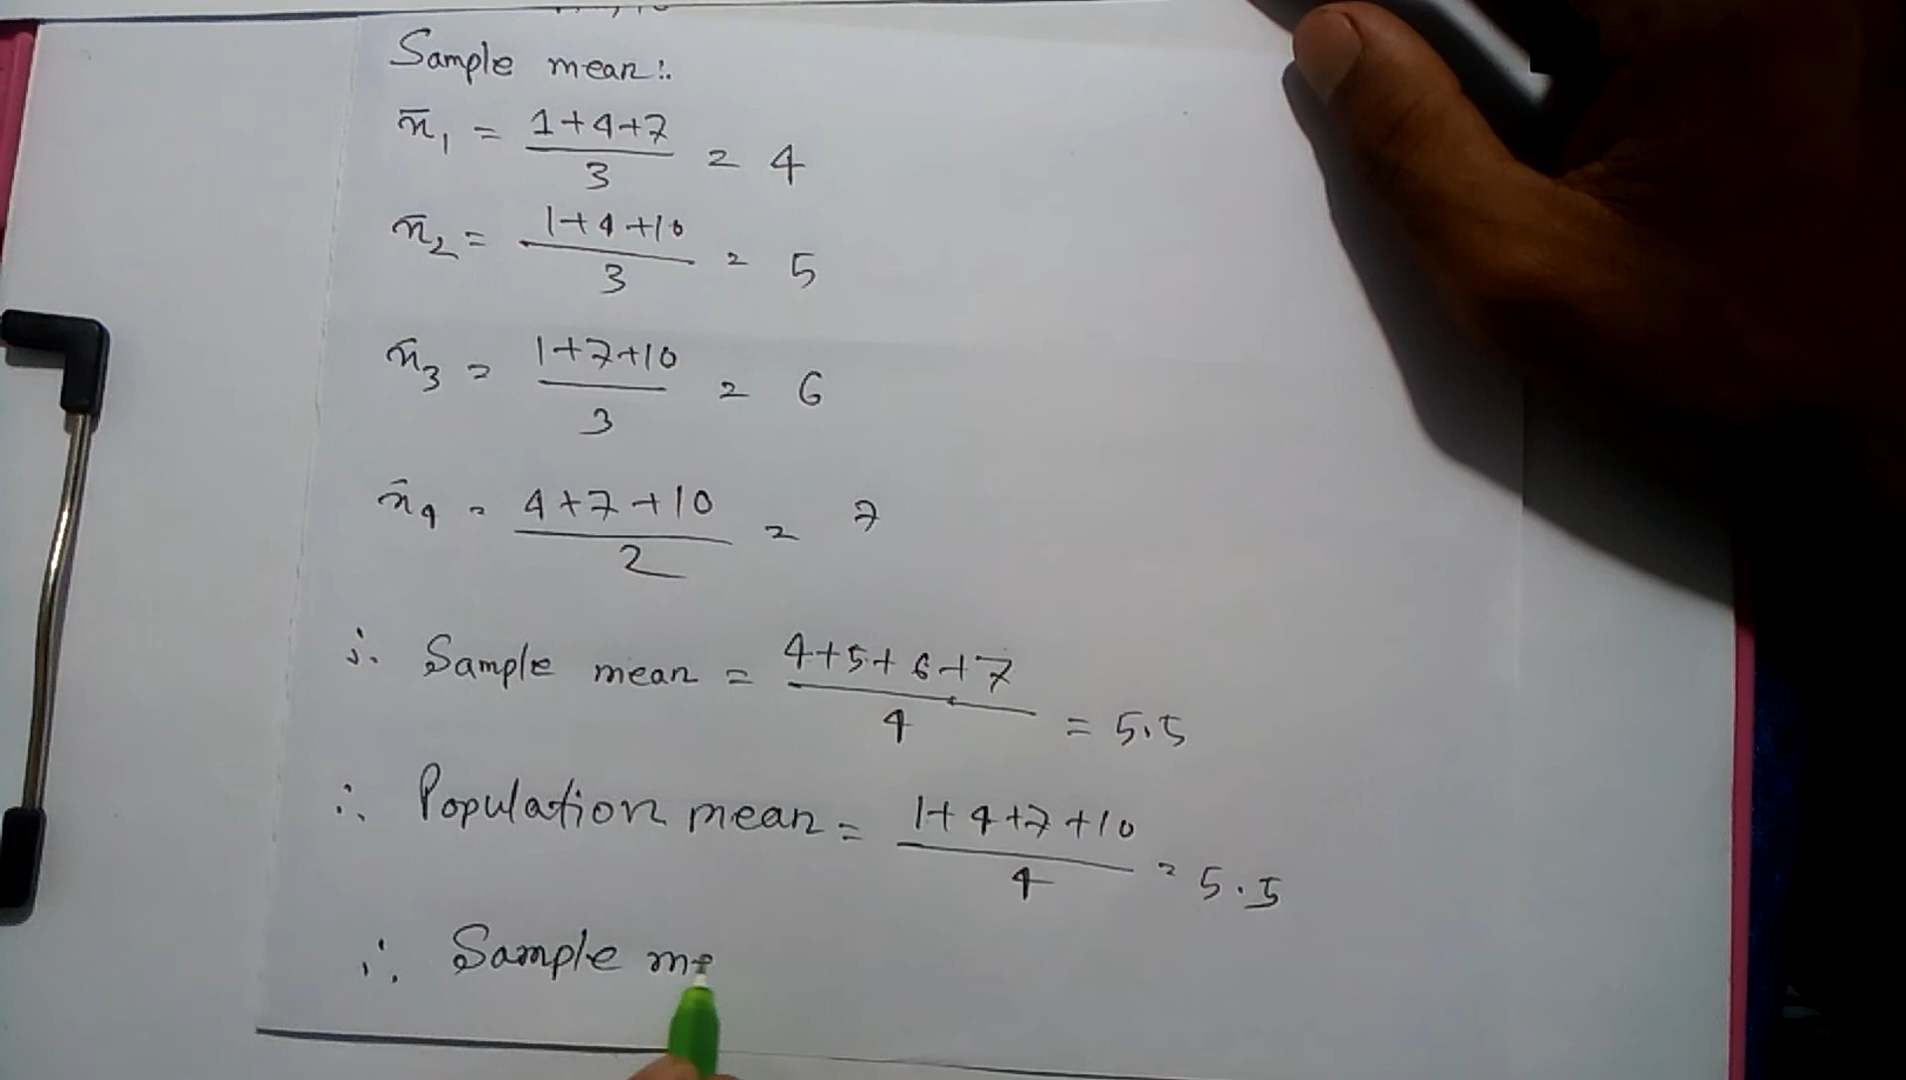 Sample mean:
x̄₁ = (1+4+7)/3 = 4
x̄₂ = (1+4+10)/3 = 5
x̄₃ = (1+7+10)/3 = 6
x̄₄ = (4+7+10)/2 = 7
∴ Sample mean = (4+5+6+7)/4 = 5.5
∴ Population mean = (1+4+7+10)/4 = 5.5
∴ Sample me